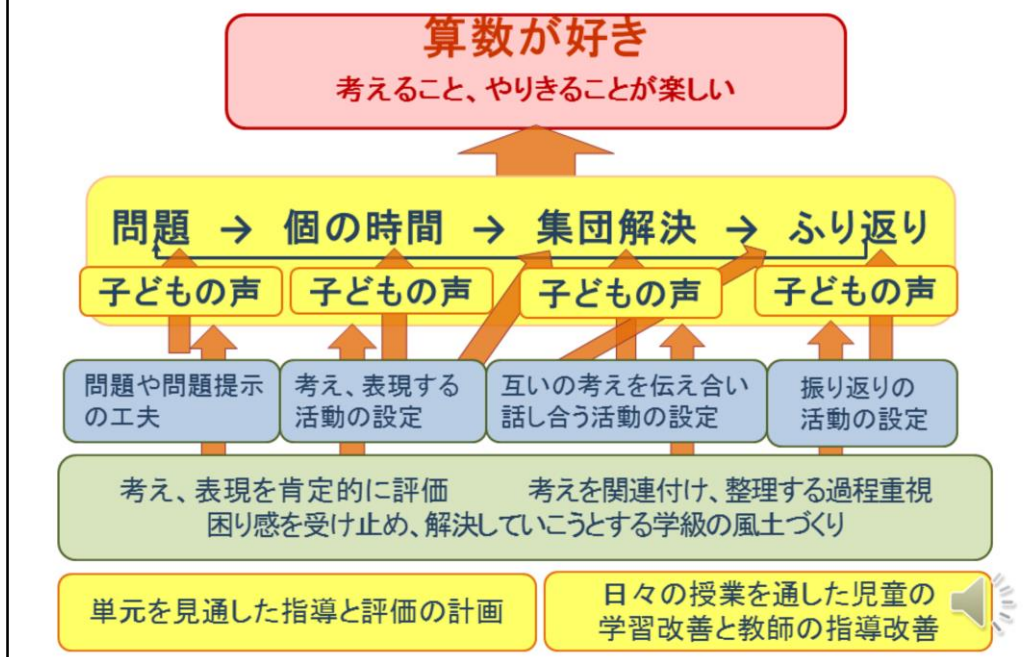 算数が好き
考えること、やりきることが楽しい
問題 → 個の時間 → 集団解決 → ふり返り
子どもの声 子どもの声 子どもの声 子どもの声
問題や問題提示
の工夫
考え、表現する
活動の設定
互いの考えを伝え合い
話し合う活動の設定
振り返りの
活動の設定
考え、表現を肯定的に評価 考えを関連付け、整理する過程重視
困り感を受け止め、解決していこうとする学級の風土づくり
単元を見通した指導と評価の計画
日々の授業を通した児童の
学習改善と教師の指導改善